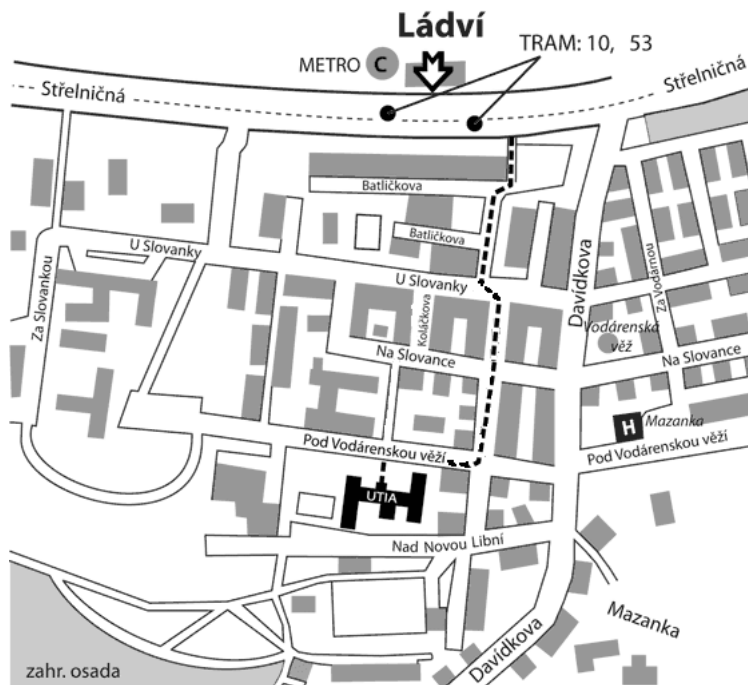 Ládví
TRAM: 10, 53
METRO C
Střelničná
Střelničná
Batličkova
Batličkova
U Slovanky
U Slovanky
Za Slovankou
Koláčkova
Davídkova
Za Vodárnou
Vodárenská
věž
Na Slovance
Na Slovance
H Mazanka
Pod Vodárenskou věží
Pod Vodárenskou věží
UTIA
Nad Novou Libní
Mazanka
Davídkova
zahr. osada